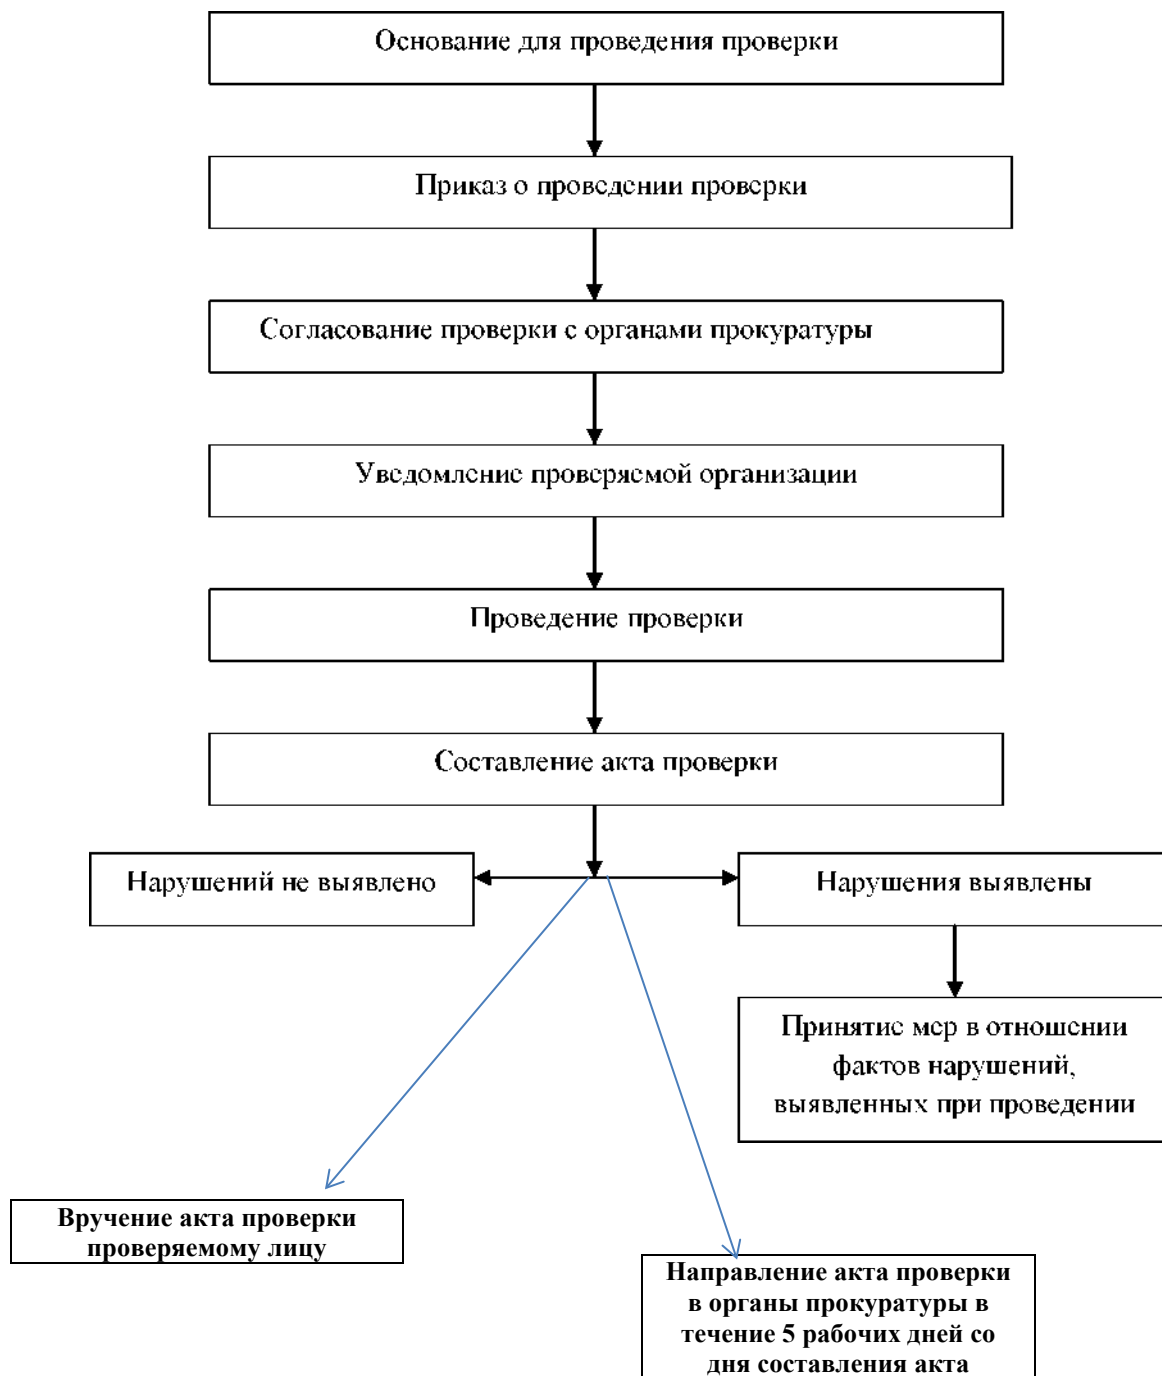 Основание для проведения проверки
Приказ о проведении проверки
Согласование проверки с органами прокуратуры
Уведомление проверяемой организации
Проведение проверки
Составление акта проверки
Нарушений не выявлено
Нарушения выявлены
Принятие мер в отношении
фактов нарушений,
выявленных при проведении
Вручение акта проверки
проверяемому лицу
Направление акта проверки
в органы прокуратуры в
течение 5 рабочих дней со
дня составления акта